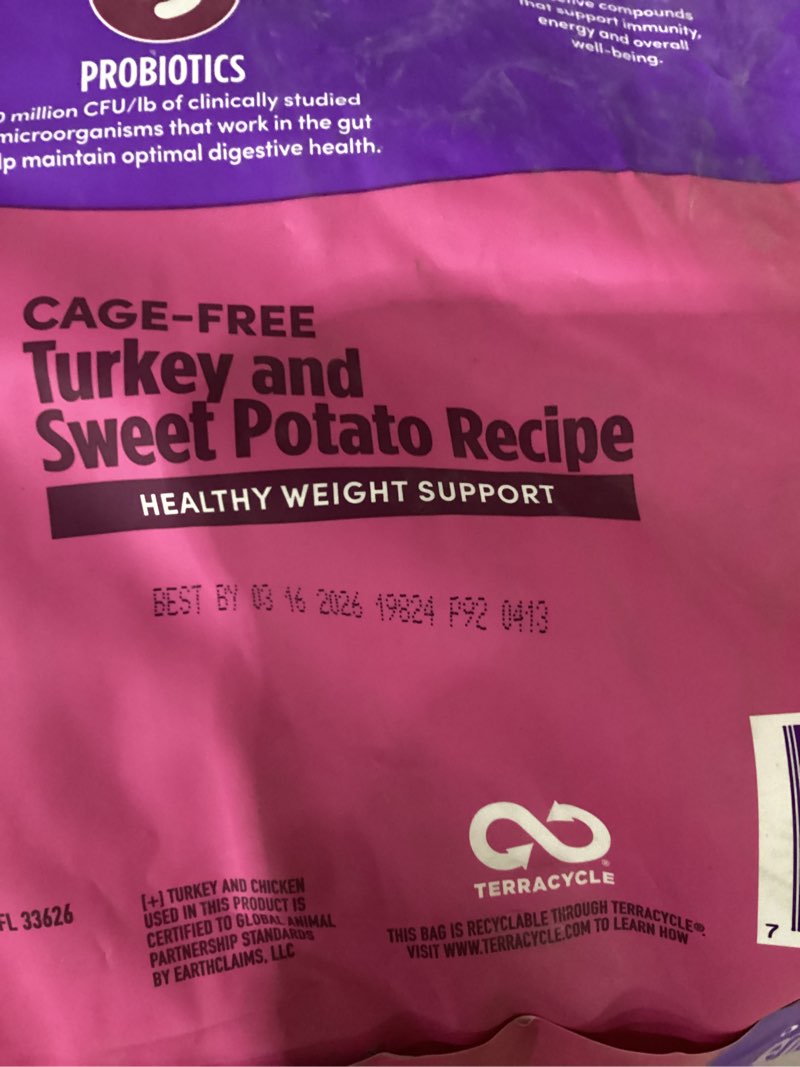 PROBIOTICS
million CFU/lb of clinically studied
microorganisms that work in the gut
maintain optimal digestive health.
compounds
that support immunity,
energy and overall
well-being.
CAGE-FREE
Turkey and
Sweet Potato Recipe
HEALTHY WEIGHT SUPPORT
BEST BY 03 16 2026 19824 P92 0413
TERRACYCLE®
THIS BAG IS RECYCLABLE THROUGH TERRACYCLE®.
VISIT WWW.TERRACYCLE.COM TO LEARN HOW
FL 33626
[+] TURKEY AND CHICKEN
USED IN THIS PRODUCT IS
CERTIFIED TO GLOBAL ANIMAL
PARTNERSHIP STANDARDS
BY EARTHCLAIMS, LLC
7